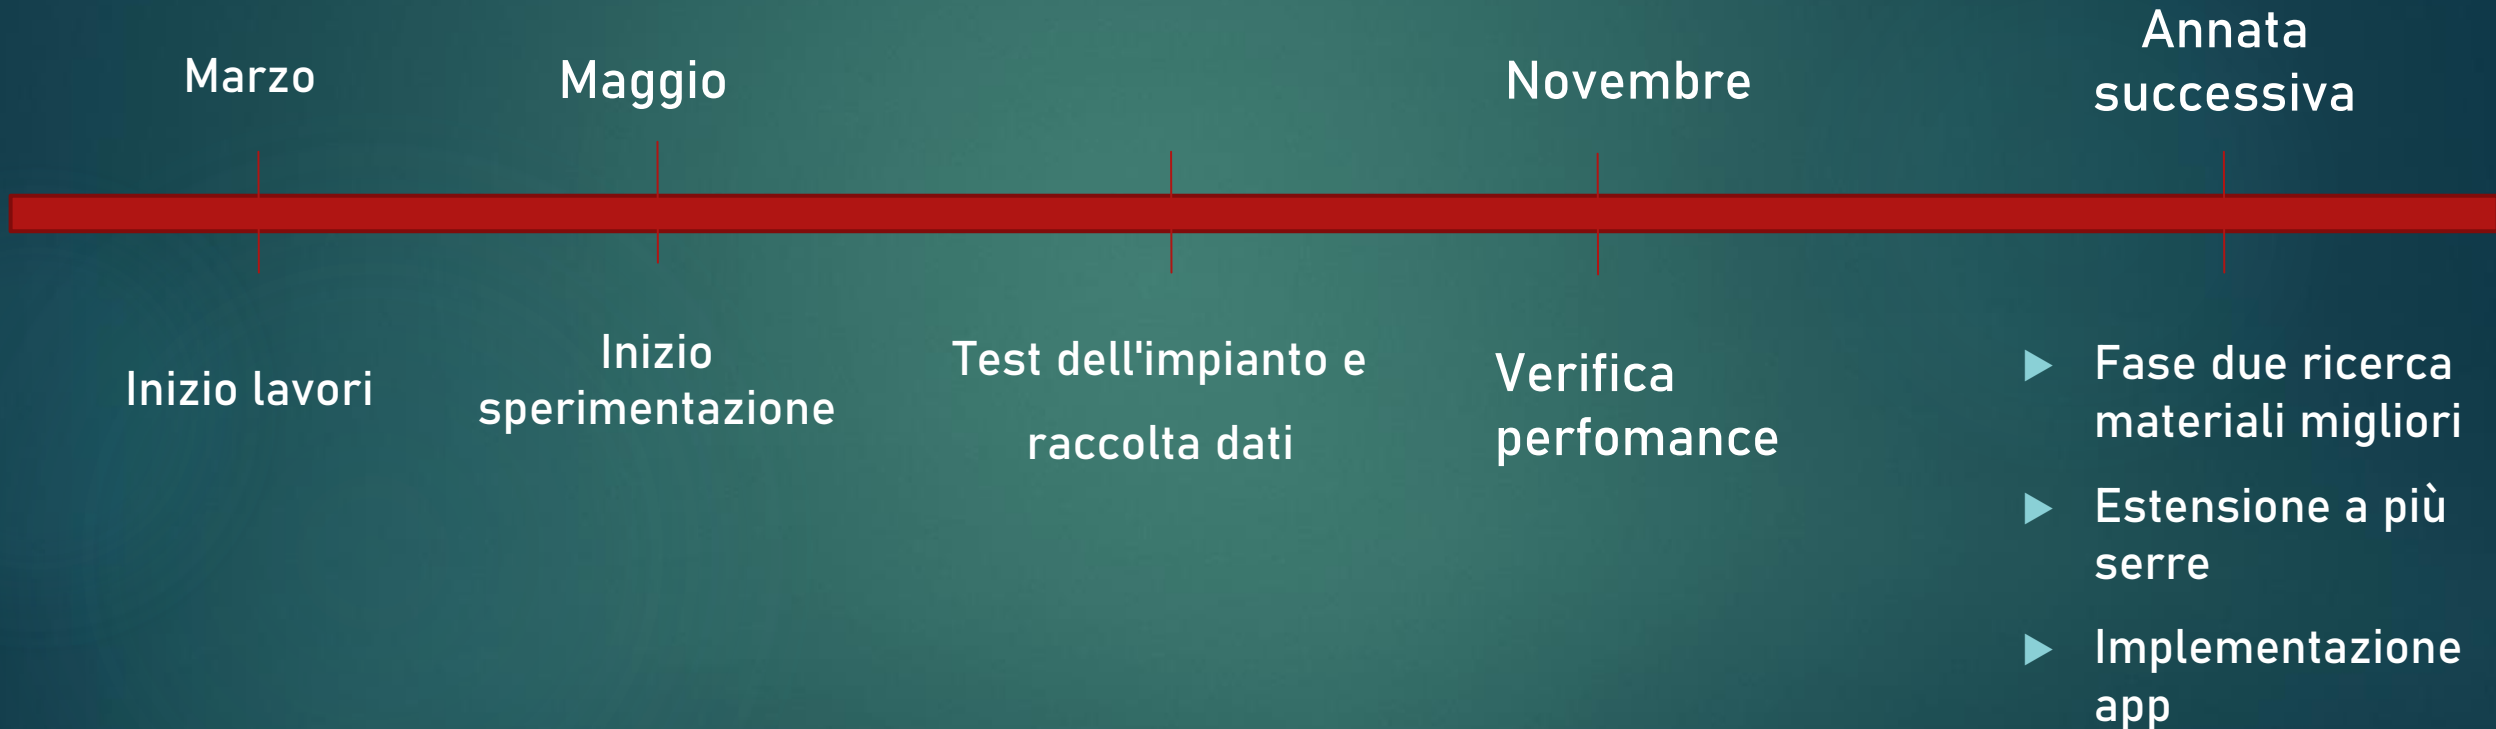 Marzo
Maggio
Novembre
Annata
successiva
Inizio lavori
Inizio
sperimentazione
Test dell'impianto e
raccolta dati
Verifica
perfomance
Fase due ricerca
materiali migliori
Estensione a più
serre
Implementazione
app